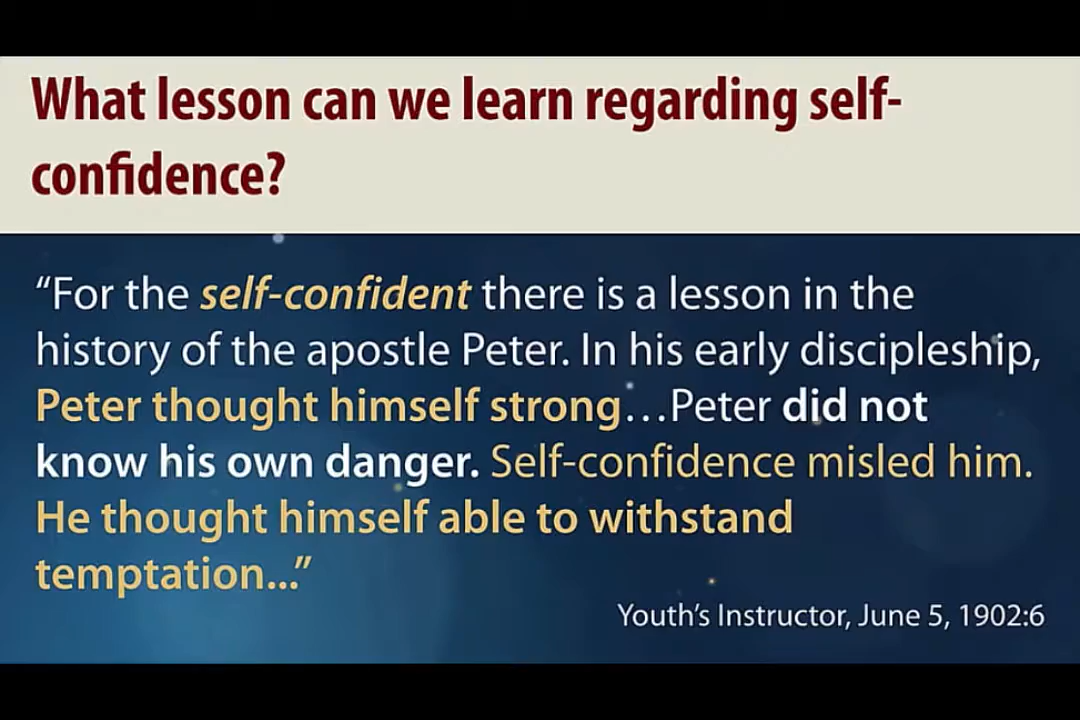 What lesson can we learn regarding self-
confidence?
“For the self-confident there is a lesson in the
history of the apostle Peter. In his early discipleship,
Peter thought himself strong…Peter did not
know his own danger. Self-confidence misled him.
He thought himself able to withstand
temptation...”
Youth’s Instructor, June 5, 1902:6